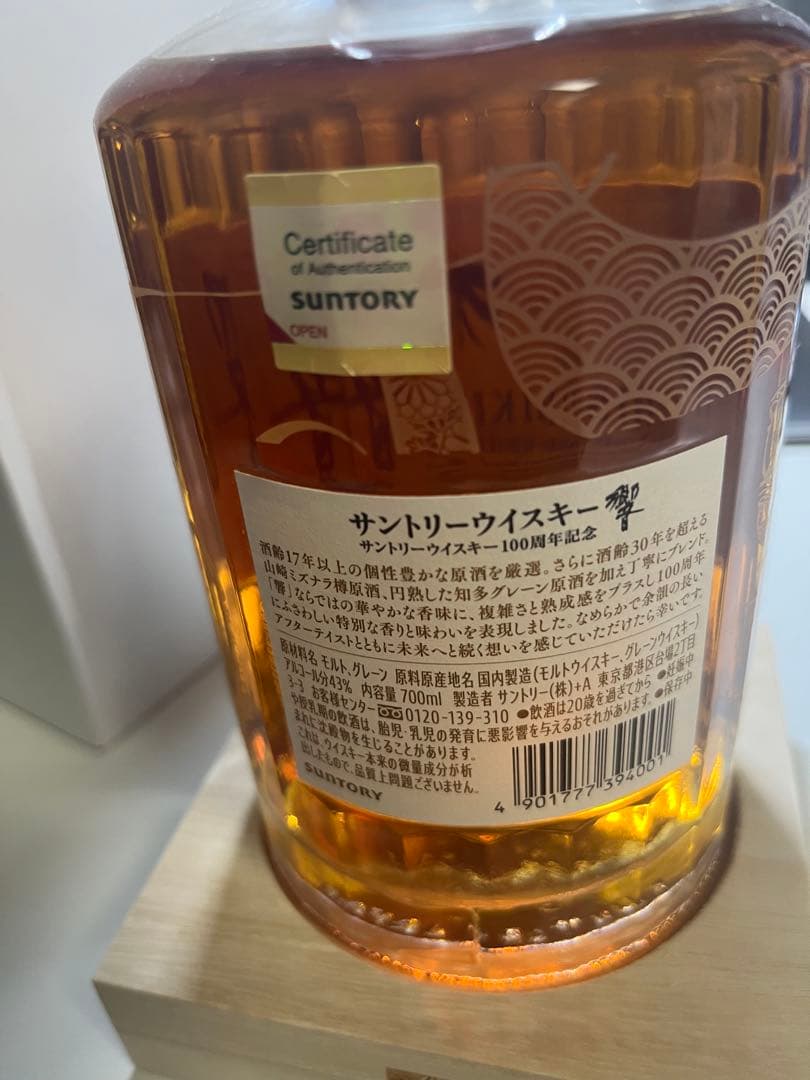 Certificate
of Authentication
SUNTORY
OPEN
サントリーウイスキー 響
サントリーウイスキー100周年記念
酒齢17年以上の個性豊かな原酒を厳選。さらに酒齢30年を超える
山崎ミズナラ樽原酒、円熟した知多グレーン原酒を加え丁寧にブレンド。
「響」ならではの華やかな香味に、複雑さと熟成感をプラスし100周年
にふさわしい特別な香りと味わいを表現しました。なめらかで余韻の長い
アフターテイストとともに未来へと続く想いを感じていただけたら幸いです。
原材料名 モルト、グレーン 原料原産地名 国内製造(モルトウイスキー、グレーンウイスキー)
アルコール分43% 内容量 700ml 製造者 サントリー(株)+A 東京都港区台場2丁目
3-3 お客様センター 0120-139-310 ●飲酒は20歳を過ぎてから ●妊娠中
や授乳期の飲酒は、胎児・乳児の発育に悪影響を与えるおそれがあります。 ●保存中
まれに沈殿物を生じることがあります。
これは、ウイスキー本来の微量成分が析
出したもので、品質上問題ございません。
SUNTORY
4 901777 394001